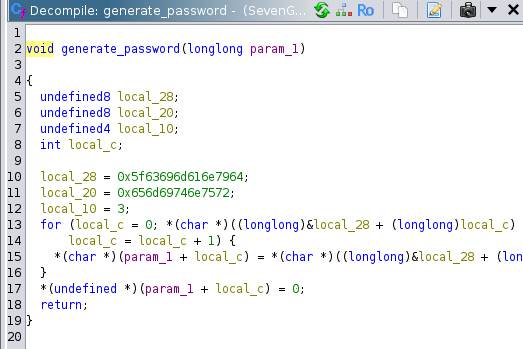 Decompile: generate_password - (SevenG...
Ro
1
2 void generate_password(longlong param_1)
3
4 {
5 undefined8 local_28;
6 undefined8 local_20;
7 undefined4 local_10;
8 int local_c;
9
10 local_28 = 0x5f63696d616e7964;
11 local_20 = 0x656d69746e7572;
12 local_10 = 3;
13 for (local_c = 0; *(char *)((longlong)&local_28 + (longlong)local_c)
14 local_c = local_c + 1) {
15 *(char *)(param_1 + local_c) = *(char *)((longlong)&local_28 + (lon
16 }
17 *(undefined *)(param_1 + local_c) = 0;
18 return;
19 }
20